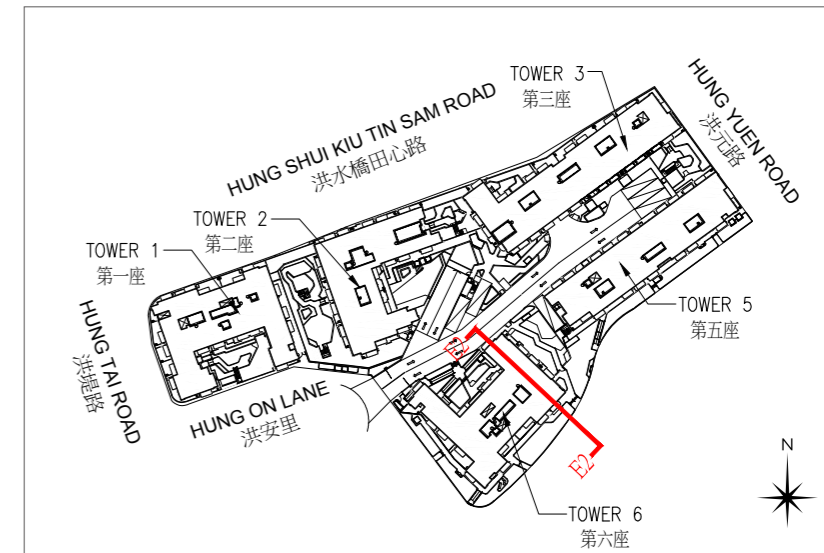 TOWER 3
第三座
HUNG YUEN ROAD
洪元路
HUNG SHUI KIU TIN SAM ROAD
洪水橋田心路
TOWER 2
第二座
TOWER 1
第一座
HUNG TAI ROAD
洪堤路
TOWER 5
第五座
E2
HUNG ON LANE
洪安里
E2
N
TOWER 6
第六座